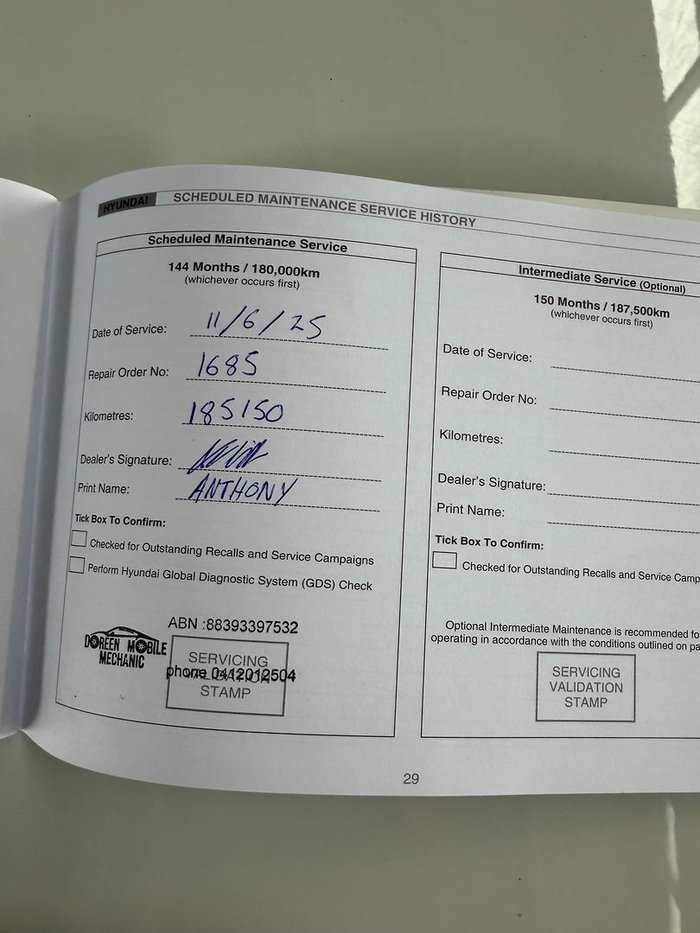 HYUNDAI SCHEDULED MAINTENANCE SERVICE HISTORY
Scheduled Maintenance Service
144 Months / 180,000km
(whichever occurs first)
Date of Service: 11/6/25
Repair Order No: 1685
Kilometres: 185150
Dealer's Signature:
Print Name: ANTHONY
Tick Box To Confirm:
Checked for Outstanding Recalls and Service Campaigns
Perform Hyundai Global Diagnostic System (GDS) Check
ABN :88393397532
DOREEN MOBILE
MECHANIC
phone 0412012504
SERVICING
VALIDATION
STAMP
Intermediate Service (Optional)
150 Months / 187,500km
(whichever occurs first)
Date of Service:
Repair Order No:
Kilometres:
Dealer's Signature:
Print Name:
Tick Box To Confirm:
Checked for Outstanding Recalls and Service Camp
Optional Intermediate Maintenance is recommended fo
operating in accordance with the conditions outlined on pa
SERVICING
VALIDATION
STAMP
29